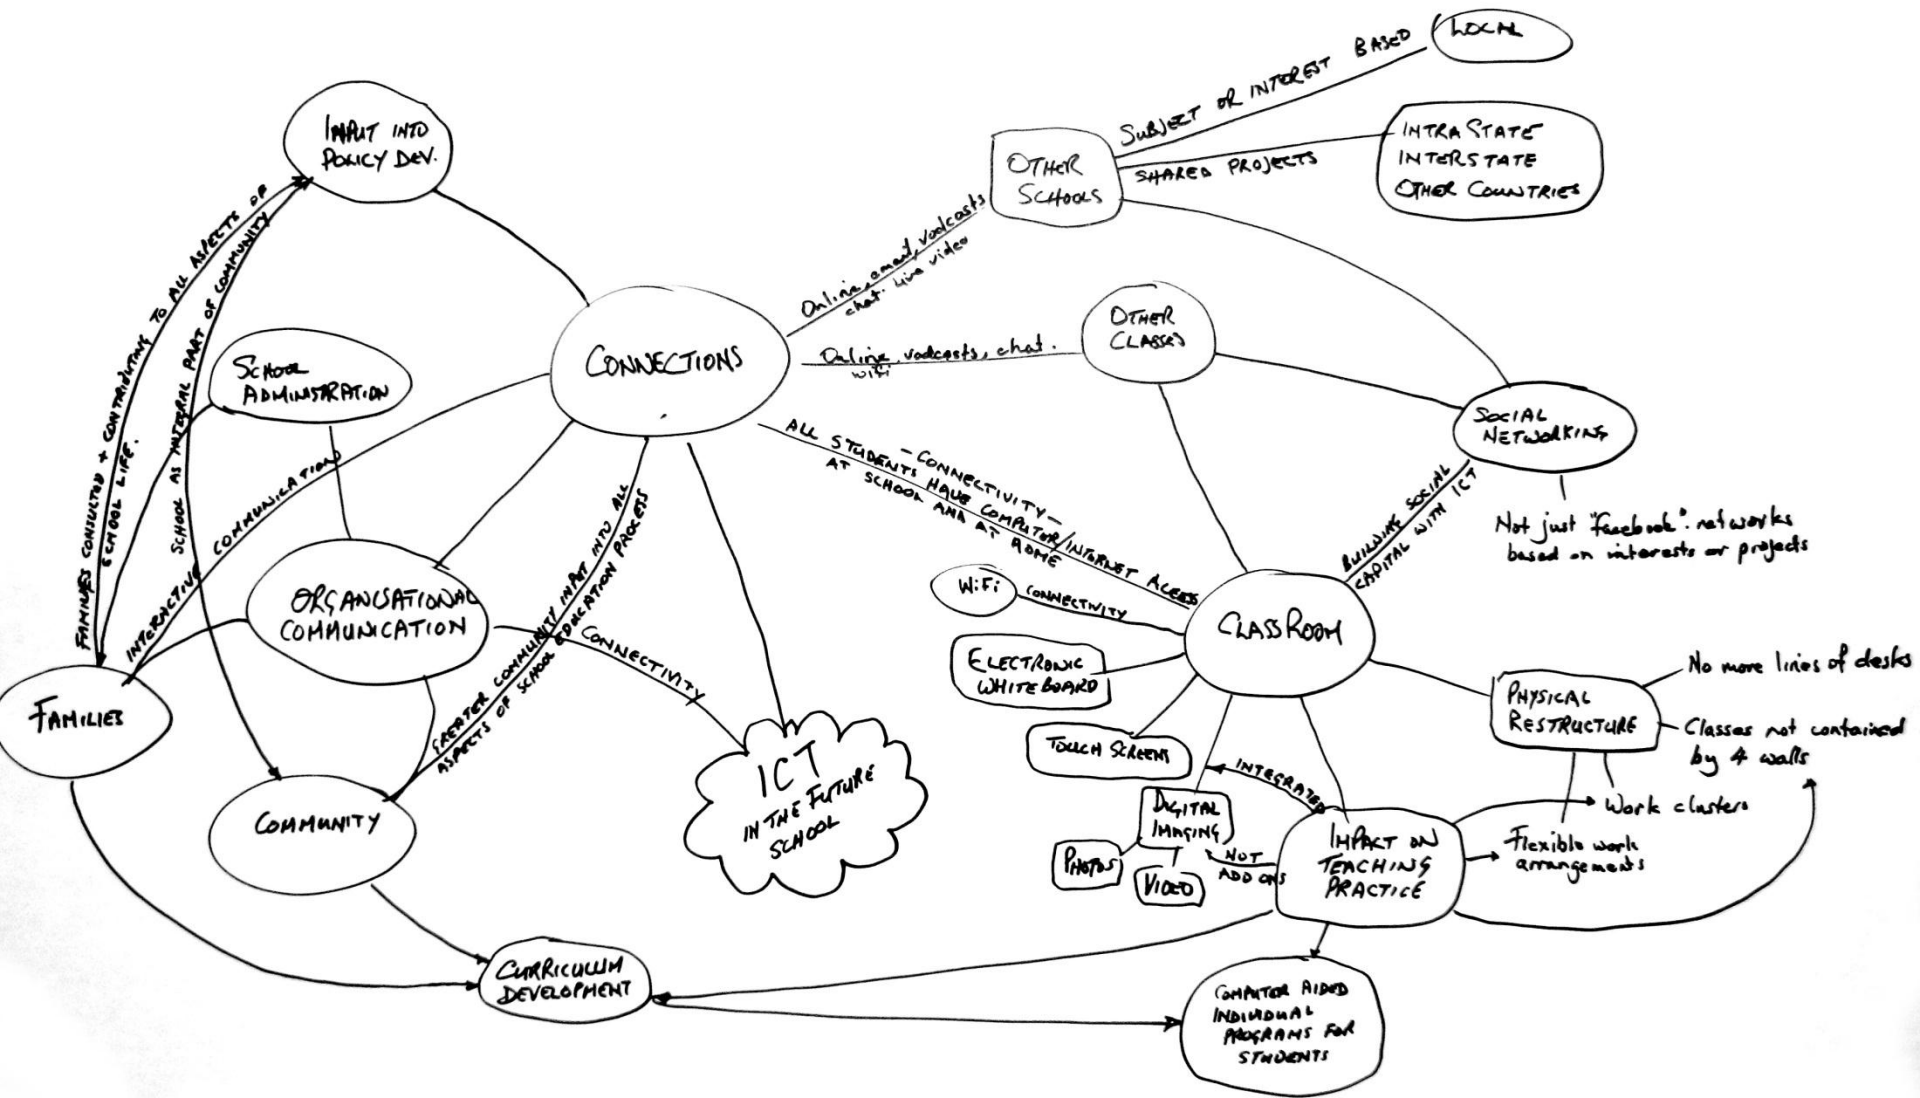 INPUT INTO
POLICY DEV.
FAMILIES CONSULTED + CONTRIBUTING TO ALL ASPECTS OF
SCHOOL LIFE.
SCHOOL AS INTEGRAL PART OF COMMUNITY
SCHOOL
ADMINISTRATION
CONNECTIONS
INTERACTIVE COMMUNICATION
ORGANISATIONAL
COMMUNICATION
FAMILIES
COMMUNITY
GREATER COMMUNITY INPUT INTO ALL
ASPECTS OF SCHOOL EDUCATION PROCESS
CONNECTIVITY
ICT
IN THE FUTURE
SCHOOL
CURRICULUM
DEVELOPMENT
Online, email, vodcasts
chat. live video
OTHER
SCHOOLS
SUBJECT OR INTEREST BASED
LOCAL
SHARED PROJECTS
INTRASTATE
INTERSTATE
OTHER COUNTRIES
Online, vodcasts, chat.
wifi
OTHER
CLASSES
SOCIAL
NETWORKING
Not just "facebook". networks
based on interests or projects
BUILDING SOCIAL
CAPITAL WITH ICT
- CONNECTIVITY -
ALL STUDENTS HAVE COMPUTER/INTERNET ACCESS
AT SCHOOL AND AT HOME
CLASSROOM
WiFi
CONNECTIVITY
ELECTRONIC
WHITEBOARD
TOUCH SCREENS
DIGITAL
IMAGING
PHOTOS
VIDEO
INTEGRATED
NOT
ADD ONS
IMPACT ON
TEACHING
PRACTICE
PHYSICAL
RESTRUCTURE
No more lines of desks
Classes not contained
by 4 walls
Work clusters
Flexible work
arrangements
COMPUTER AIDED
INDIVIDUAL
PROGRAMS FOR
STUDENTS